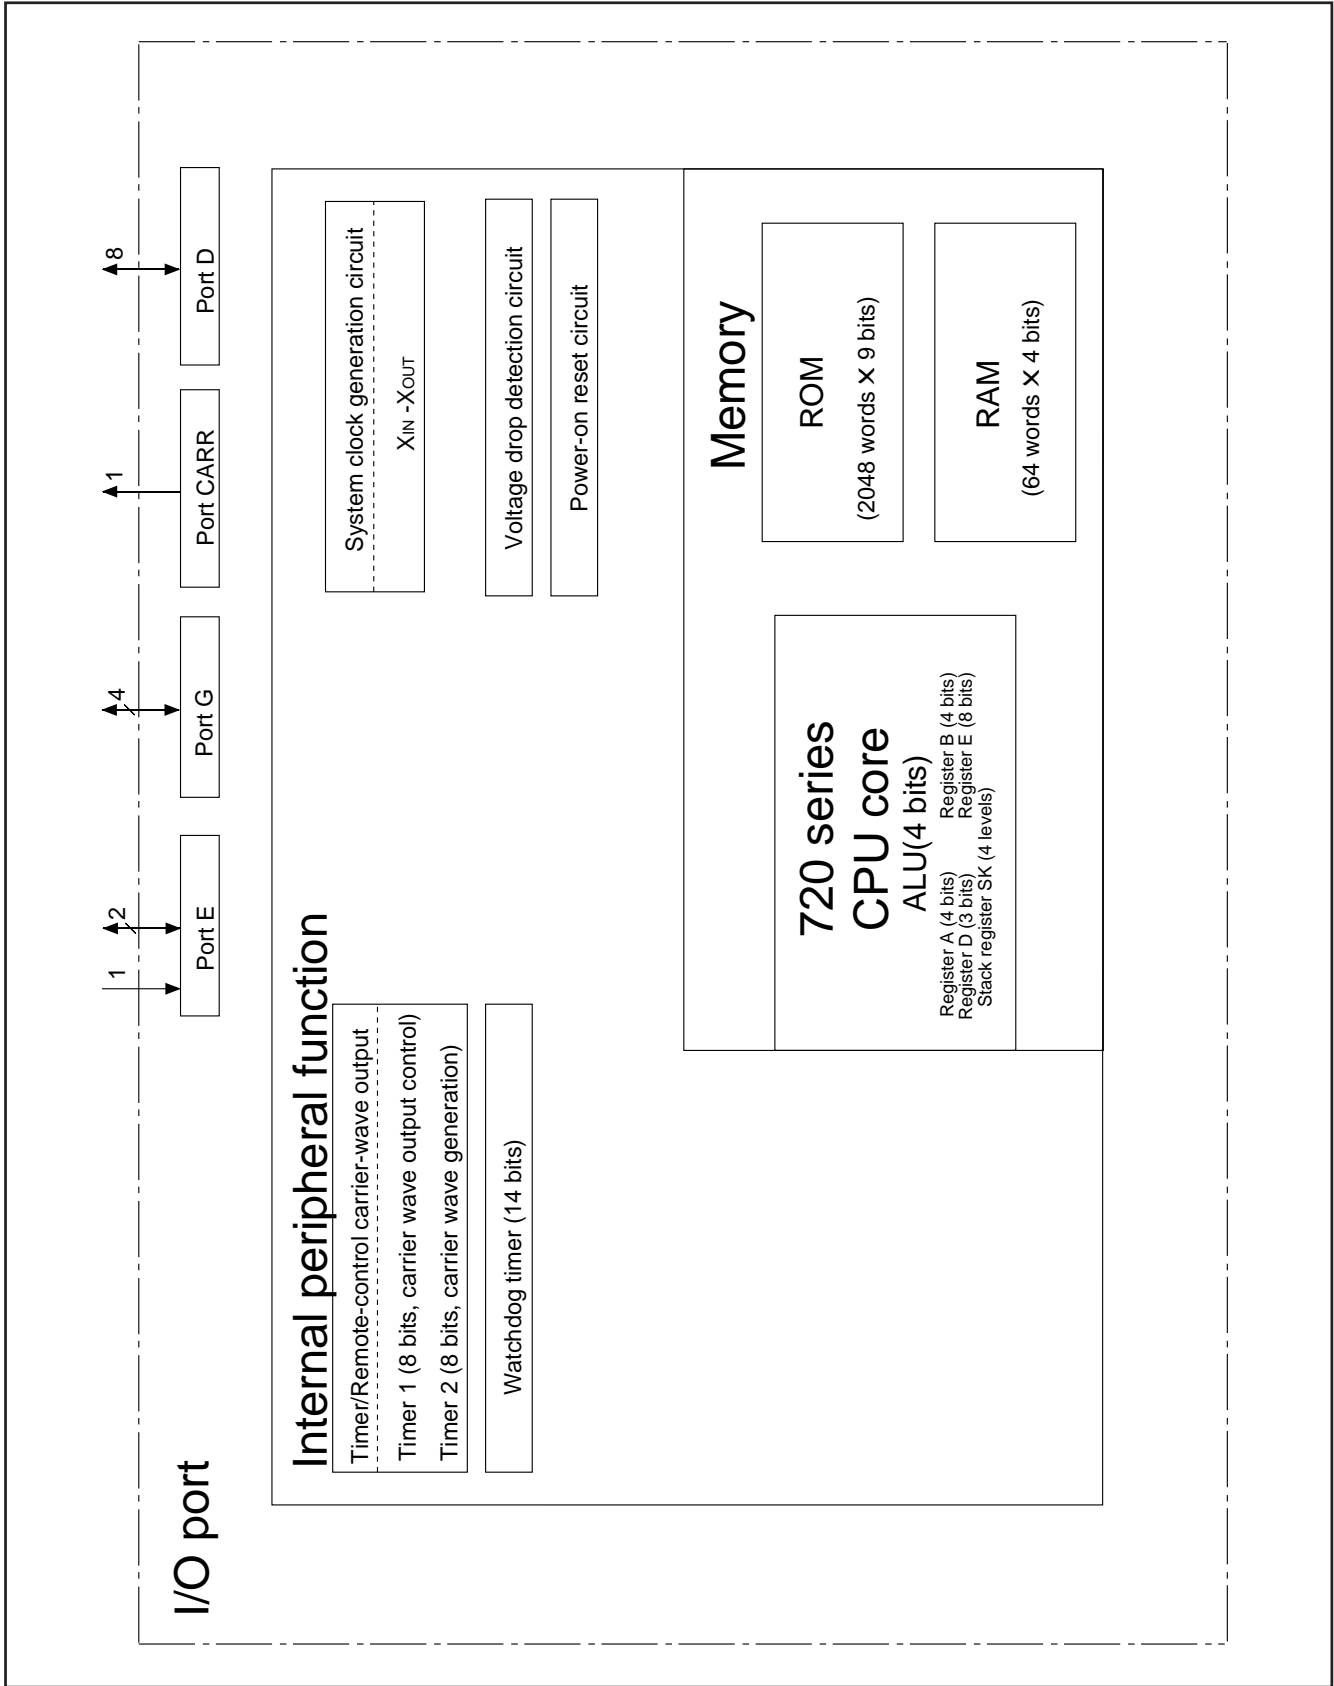 I/O port
1
2
4
1
8
Port E
Port G
Port CARR
Port D
Internal peripheral function
Timer/Remote-control carrier-wave output
Timer 1 (8 bits, carrier wave output control)
Timer 2 (8 bits, carrier wave generation)
Watchdog timer (14 bits)
System clock generation circuit
XIN -XOUT
Voltage drop detection circuit
Power-on reset circuit
720 series
CPU core
ALU(4 bits)
Register A (4 bits) Register B (4 bits)
Register D (3 bits) Register E (8 bits)
Stack register SK (4 levels)
Memory
ROM
(2048 words ✕ 9 bits)
RAM
(64 words ✕ 4 bits)